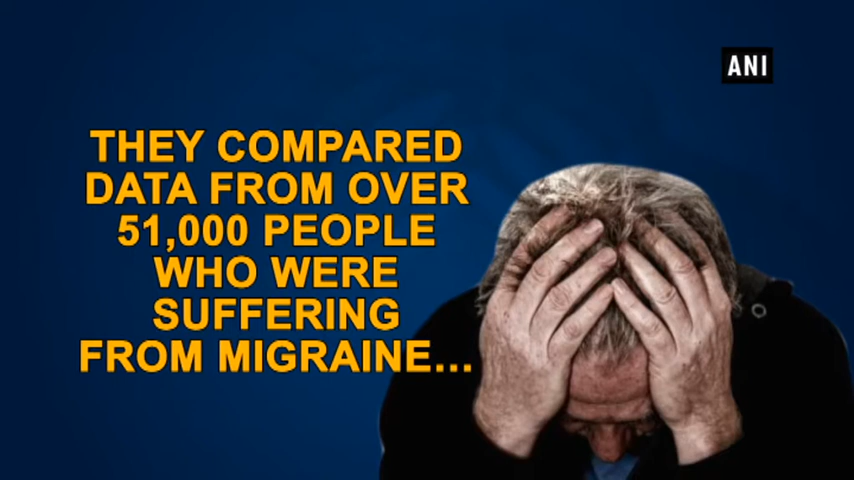 ANI
THEY COMPARED
DATA FROM OVER
51,000 PEOPLE
WHO WERE
SUFFERING
FROM MIGRAINE...